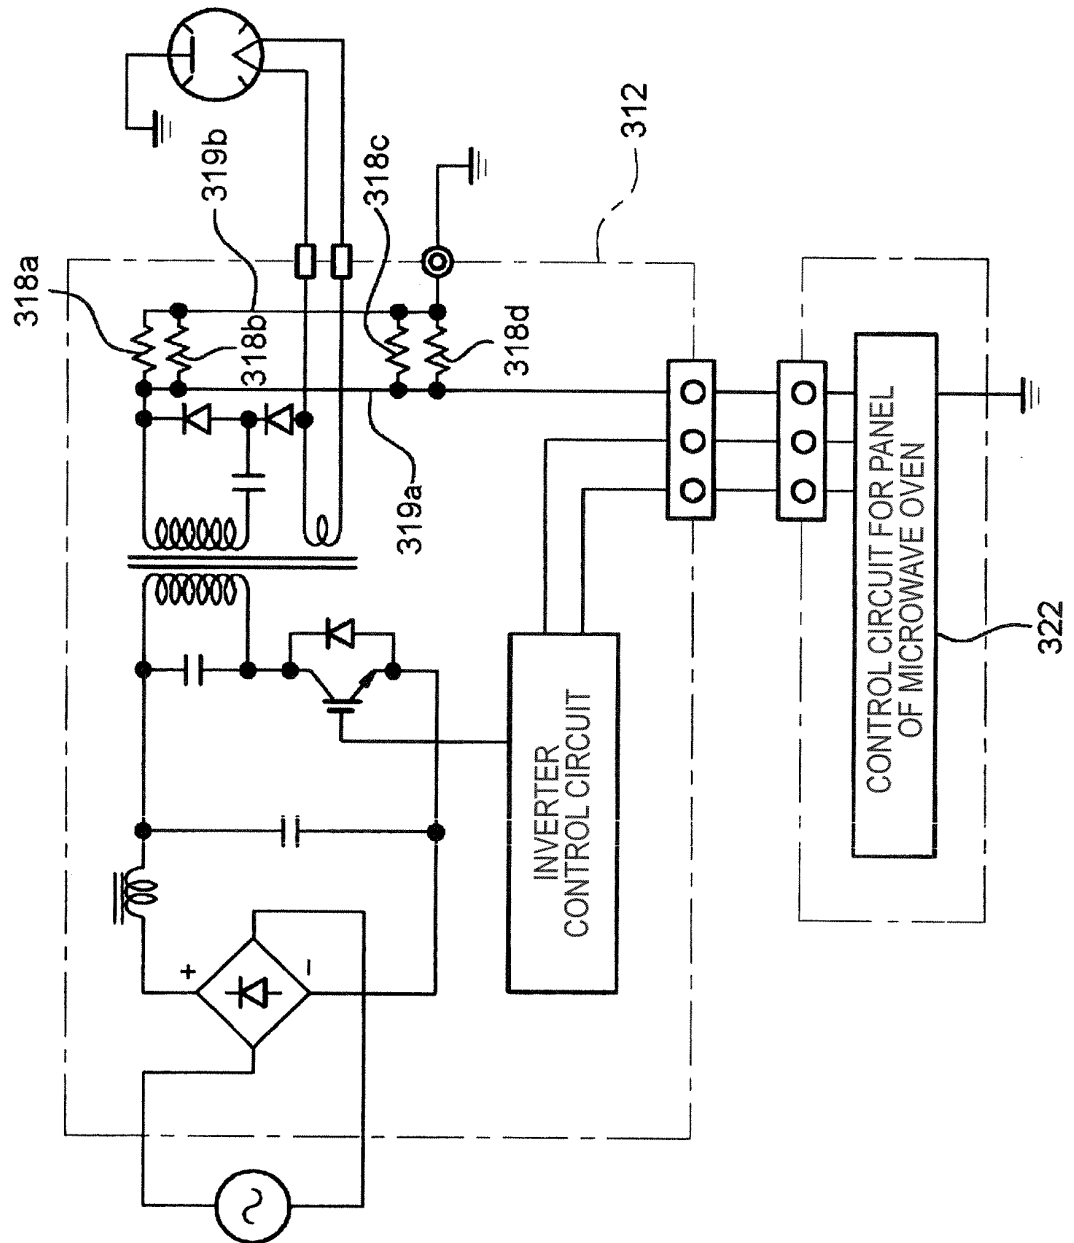 318a
318b
319b
318c
318d
319a
312
+
−
INVERTER
CONTROL CIRCUIT
CONTROL CIRCUIT FOR PANEL
OF MICROWAVE OVEN
322